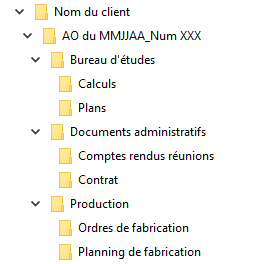 Nom du client
AO du MMJJAA_Num XXX
Bureau d'études
Calculs
Plans
Documents administratifs
Comptes rendus réunions
Contrat
Production
Ordres de fabrication
Planning de fabrication